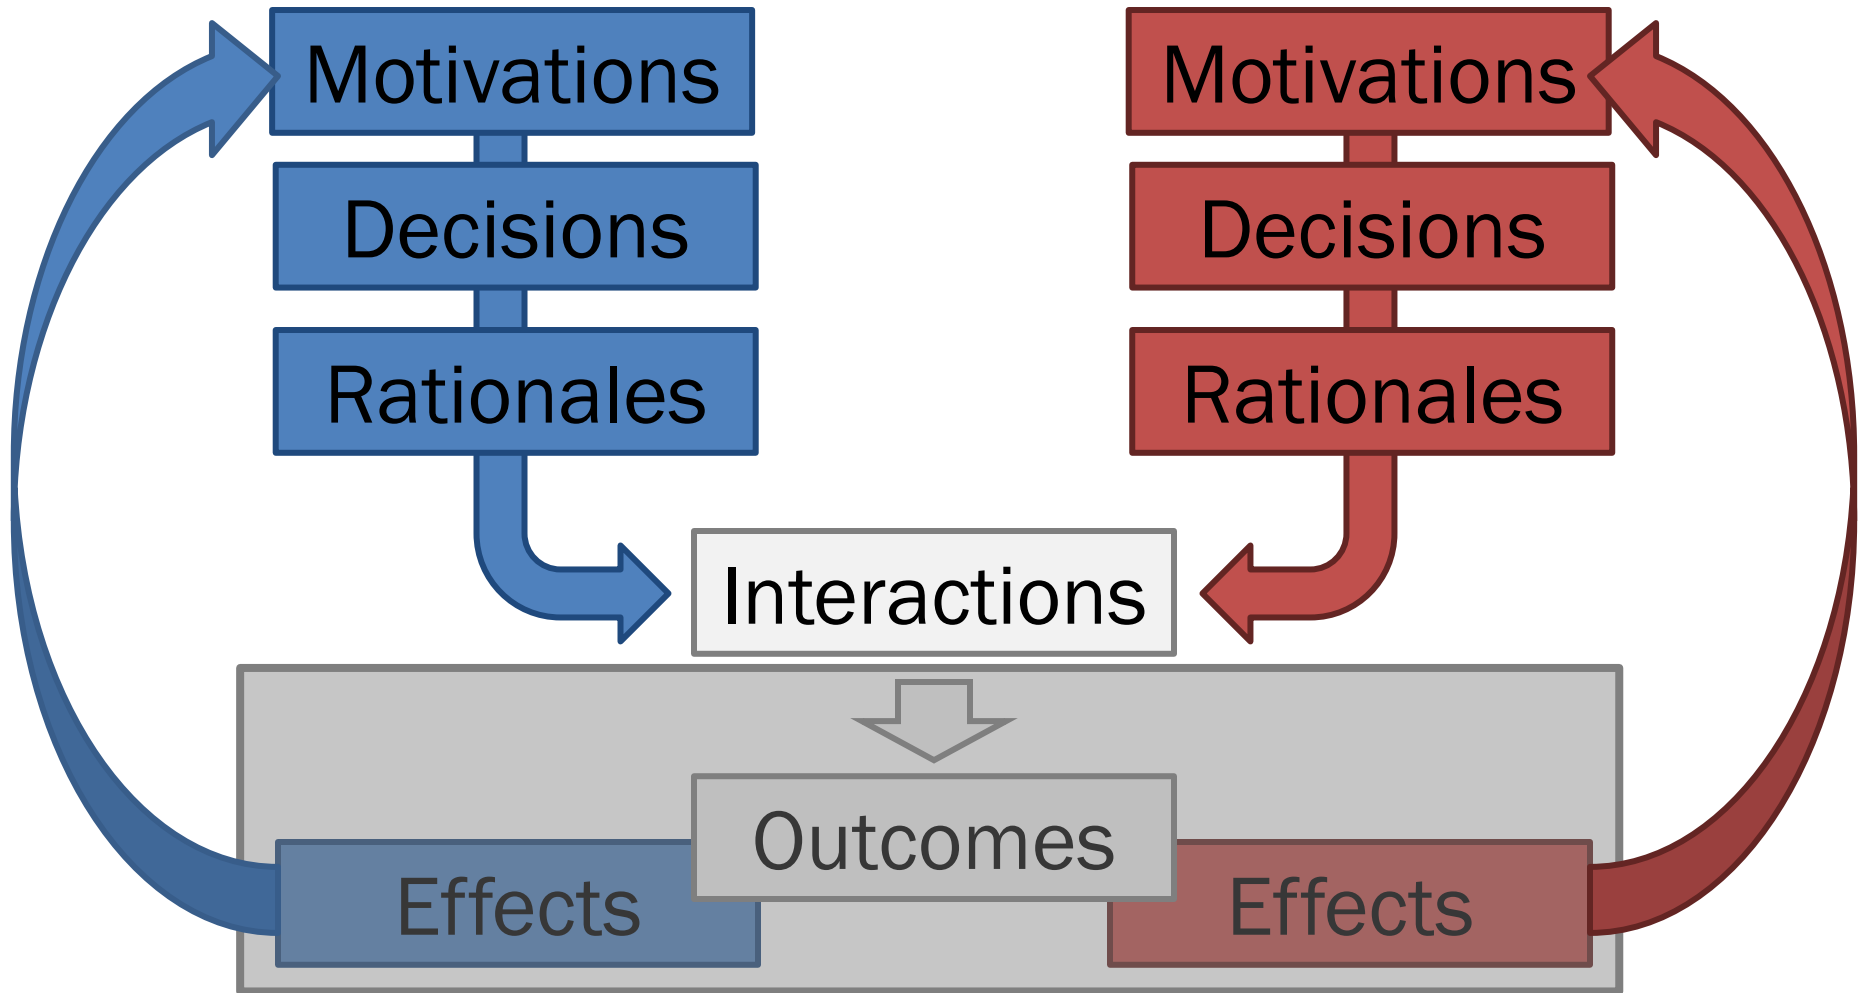 Motivations
Motivations
Decisions
Decisions
Rationales
Rationales
Interactions
Outcomes
Effects
Effects